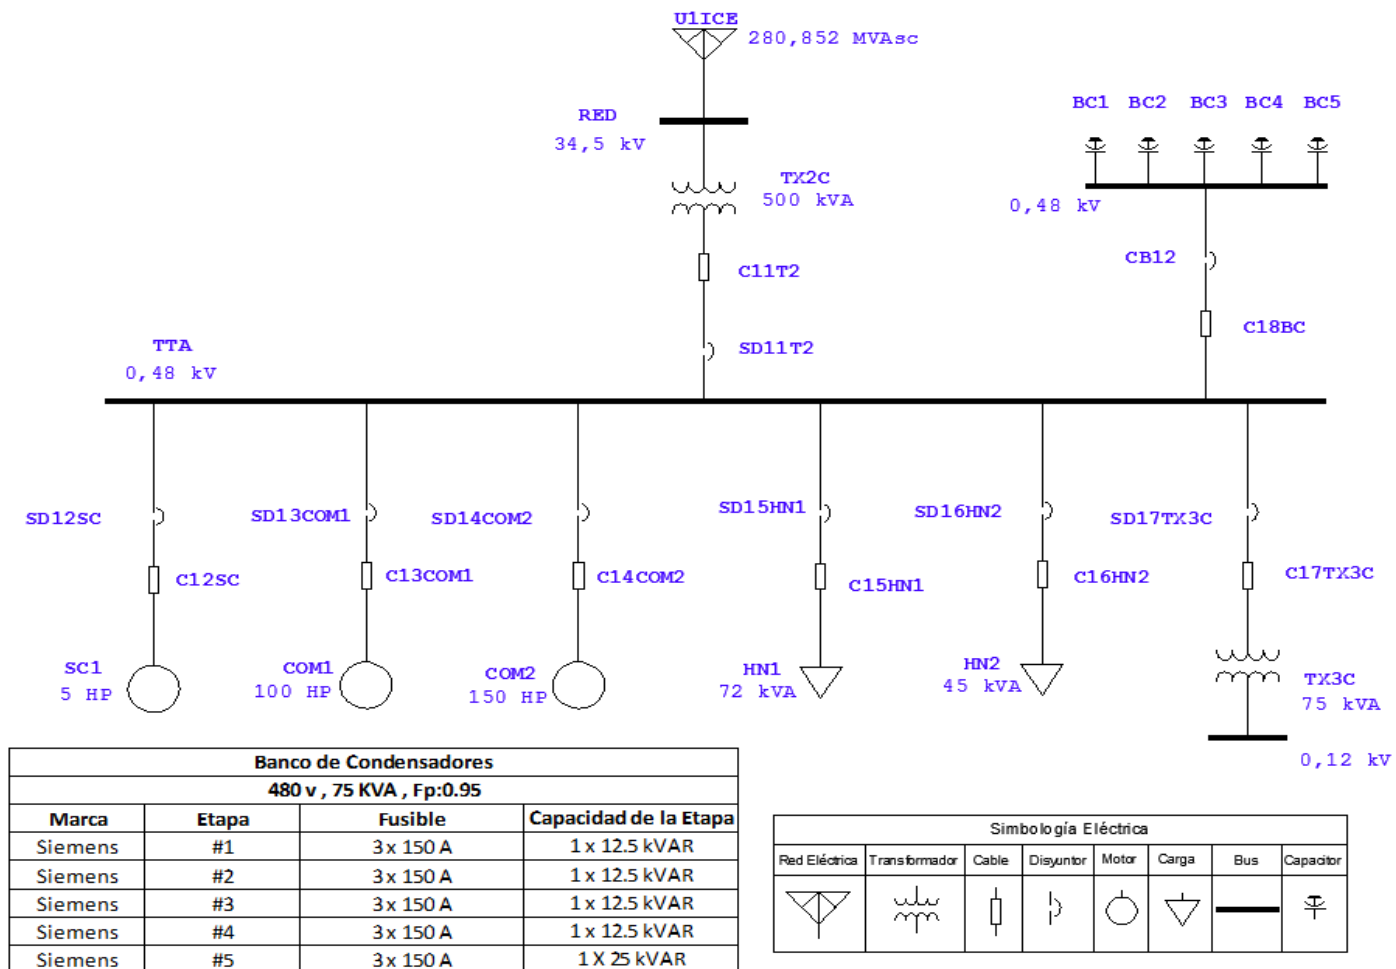 U1ICE
280,852 MVAsc
RED
34,5 kV
BC1 BC2 BC3 BC4 BC5
TX2C
500 kVA
0,48 kV
C11T2
CB12
SD11T2
C18BC
TTA
0,48 kV
SD12SC
SD13COM1
SD14COM2
SD15HN1
SD16HN2
SD17TX3C
C12SC
C13COM1
C14COM2
C15HN1
C16HN2
C17TX3C
SC1
5 HP
COM1
100 HP
COM2
150 HP
HN1
72 kVA
HN2
45 kVA
TX3C
75 kVA
0,12 kV
Banco de Condensadores
480 v , 75 KVA , Fp:0.95
Marca Etapa Fusible Capacidad de la Etapa
Siemens #1 3 x 150 A 1 x 12.5 kVAR
Siemens #2 3 x 150 A 1 x 12.5 kVAR
Siemens #3 3 x 150 A 1 x 12.5 kVAR
Siemens #4 3 x 150 A 1 x 12.5 kVAR
Siemens #5 3 x 150 A 1 X 25 kVAR
Simbología Eléctrica
Red Eléctrica Transformador Cable Disyuntor Motor Carga Bus Capacitor